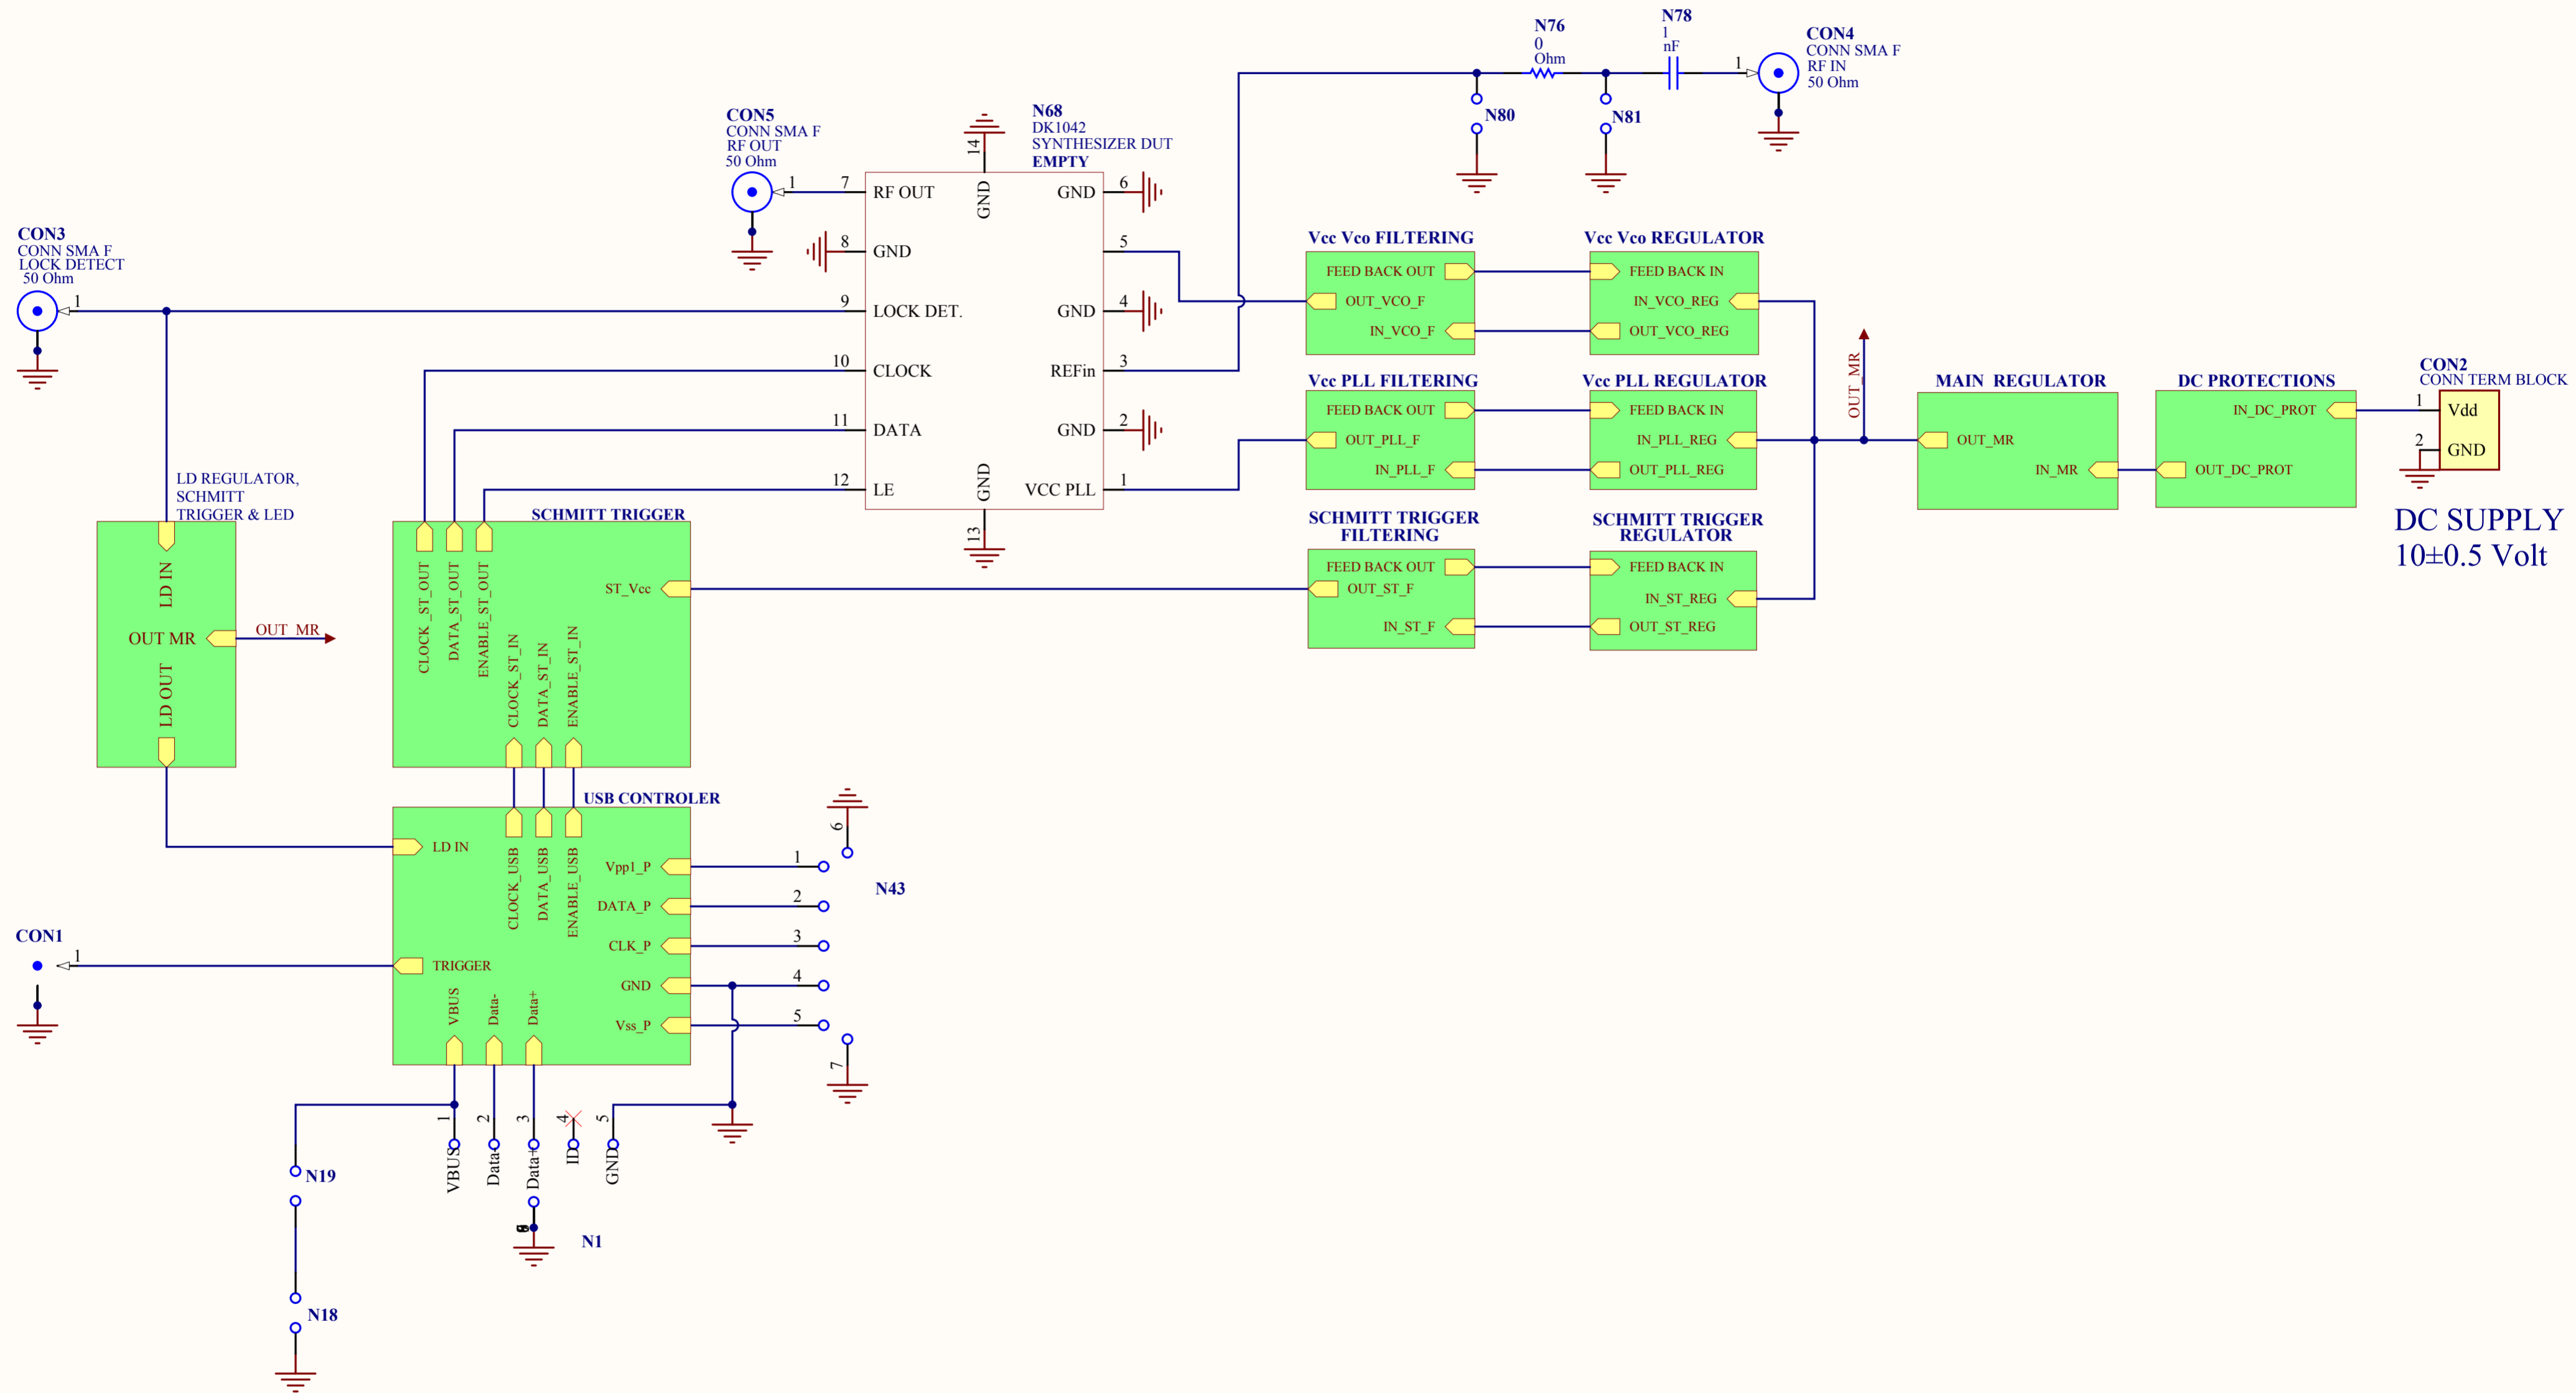 N78
1
nF
N76
0
Ohm
CON4
CONN SMA F
RF IN
50 Ohm
1
N80
N81
CON5
CONN SMA F
RF OUT
50 Ohm
1
N68
DK1042
SYNTHESIZER DUT
EMPTY
14
GND
7
RF OUT
GND
6
8
GND
5
9
LOCK DET.
GND
4
10
CLOCK
REFin
3
11
DATA
GND
2
12
LE
GND
VCC PLL
1
13
CON3
CONN SMA F
LOCK DETECT
50 Ohm
1
Vcc Vco FILTERING
FEED BACK OUT
OUT_VCO_F
IN_VCO_F
Vcc Vco REGULATOR
FEED BACK IN
IN_VCO_REG
OUT_VCO_REG
Vcc PLL FILTERING
FEED BACK OUT
OUT_PLL_F
IN_PLL_F
Vcc PLL REGULATOR
FEED BACK IN
IN_PLL_REG
OUT_PLL_REG
SCHMITT TRIGGER
FILTERING
FEED BACK OUT
OUT_ST_F
IN_ST_F
SCHMITT TRIGGER
REGULATOR
FEED BACK IN
IN_ST_REG
OUT_ST_REG
OUT_MR
MAIN REGULATOR
OUT_MR
IN_MR
DC PROTECTIONS
IN_DC_PROT
OUT_DC_PROT
CON2
CONN TERM BLOCK
1
Vdd
2
GND
DC SUPPLY
10±0.5 Volt
LD REGULATOR,
SCHMITT
TRIGGER & LED
LD IN
OUT MR
OUT_MR
LD OUT
SCHMITT TRIGGER
CLOCK_ST_OUT
DATA_ST_OUT
ENABLE_ST_OUT
ST_Vcc
CLOCK_ST_IN
DATA_ST_IN
ENABLE_ST_IN
USB CONTROLER
LD IN
CLOCK_USB
DATA_USB
ENABLE_USB
Vpp1_P
1
DATA_P
2
CLK_P
3
GND
4
Vss_P
5
6
7
N43
TRIGGER
VBUS
Data-
Data+
CON1
1
1
2
3
4
5
VBUS
Data-
Data+
ID
GND
N19
N1
N18